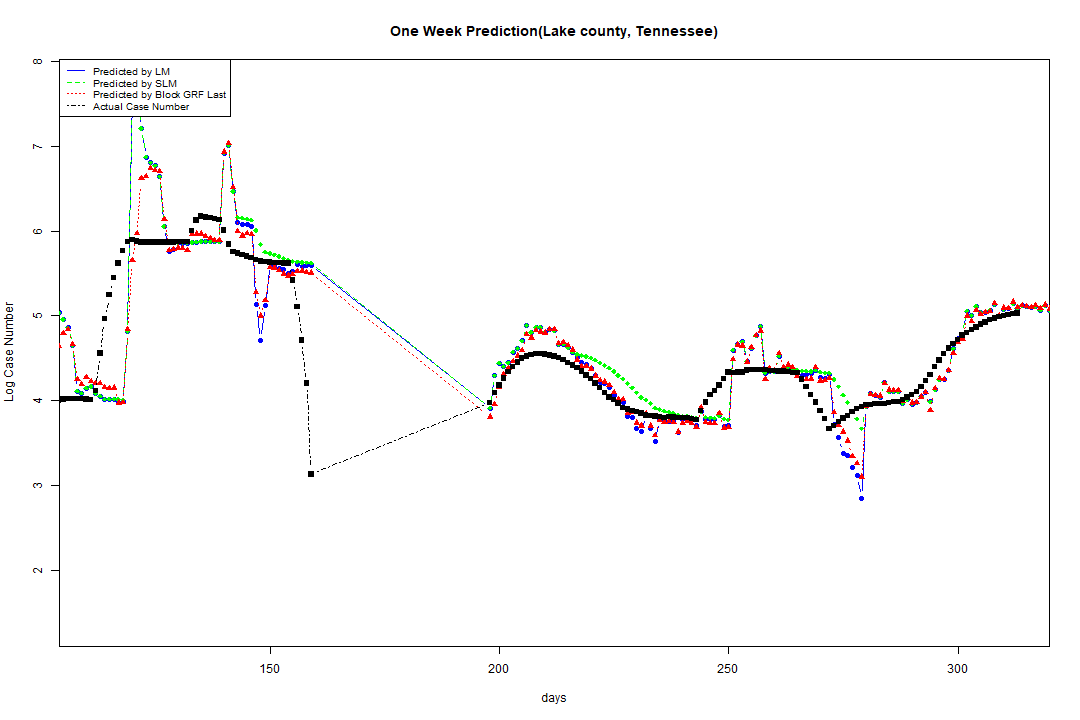 One Week Prediction(Lake county, Tennessee)
8
Predicted by LM
Predicted by SLM
Predicted by Block GRF Last
Actual Case Number
7
6
5
4
3
2
Log Case Number
150
200
250
300
days